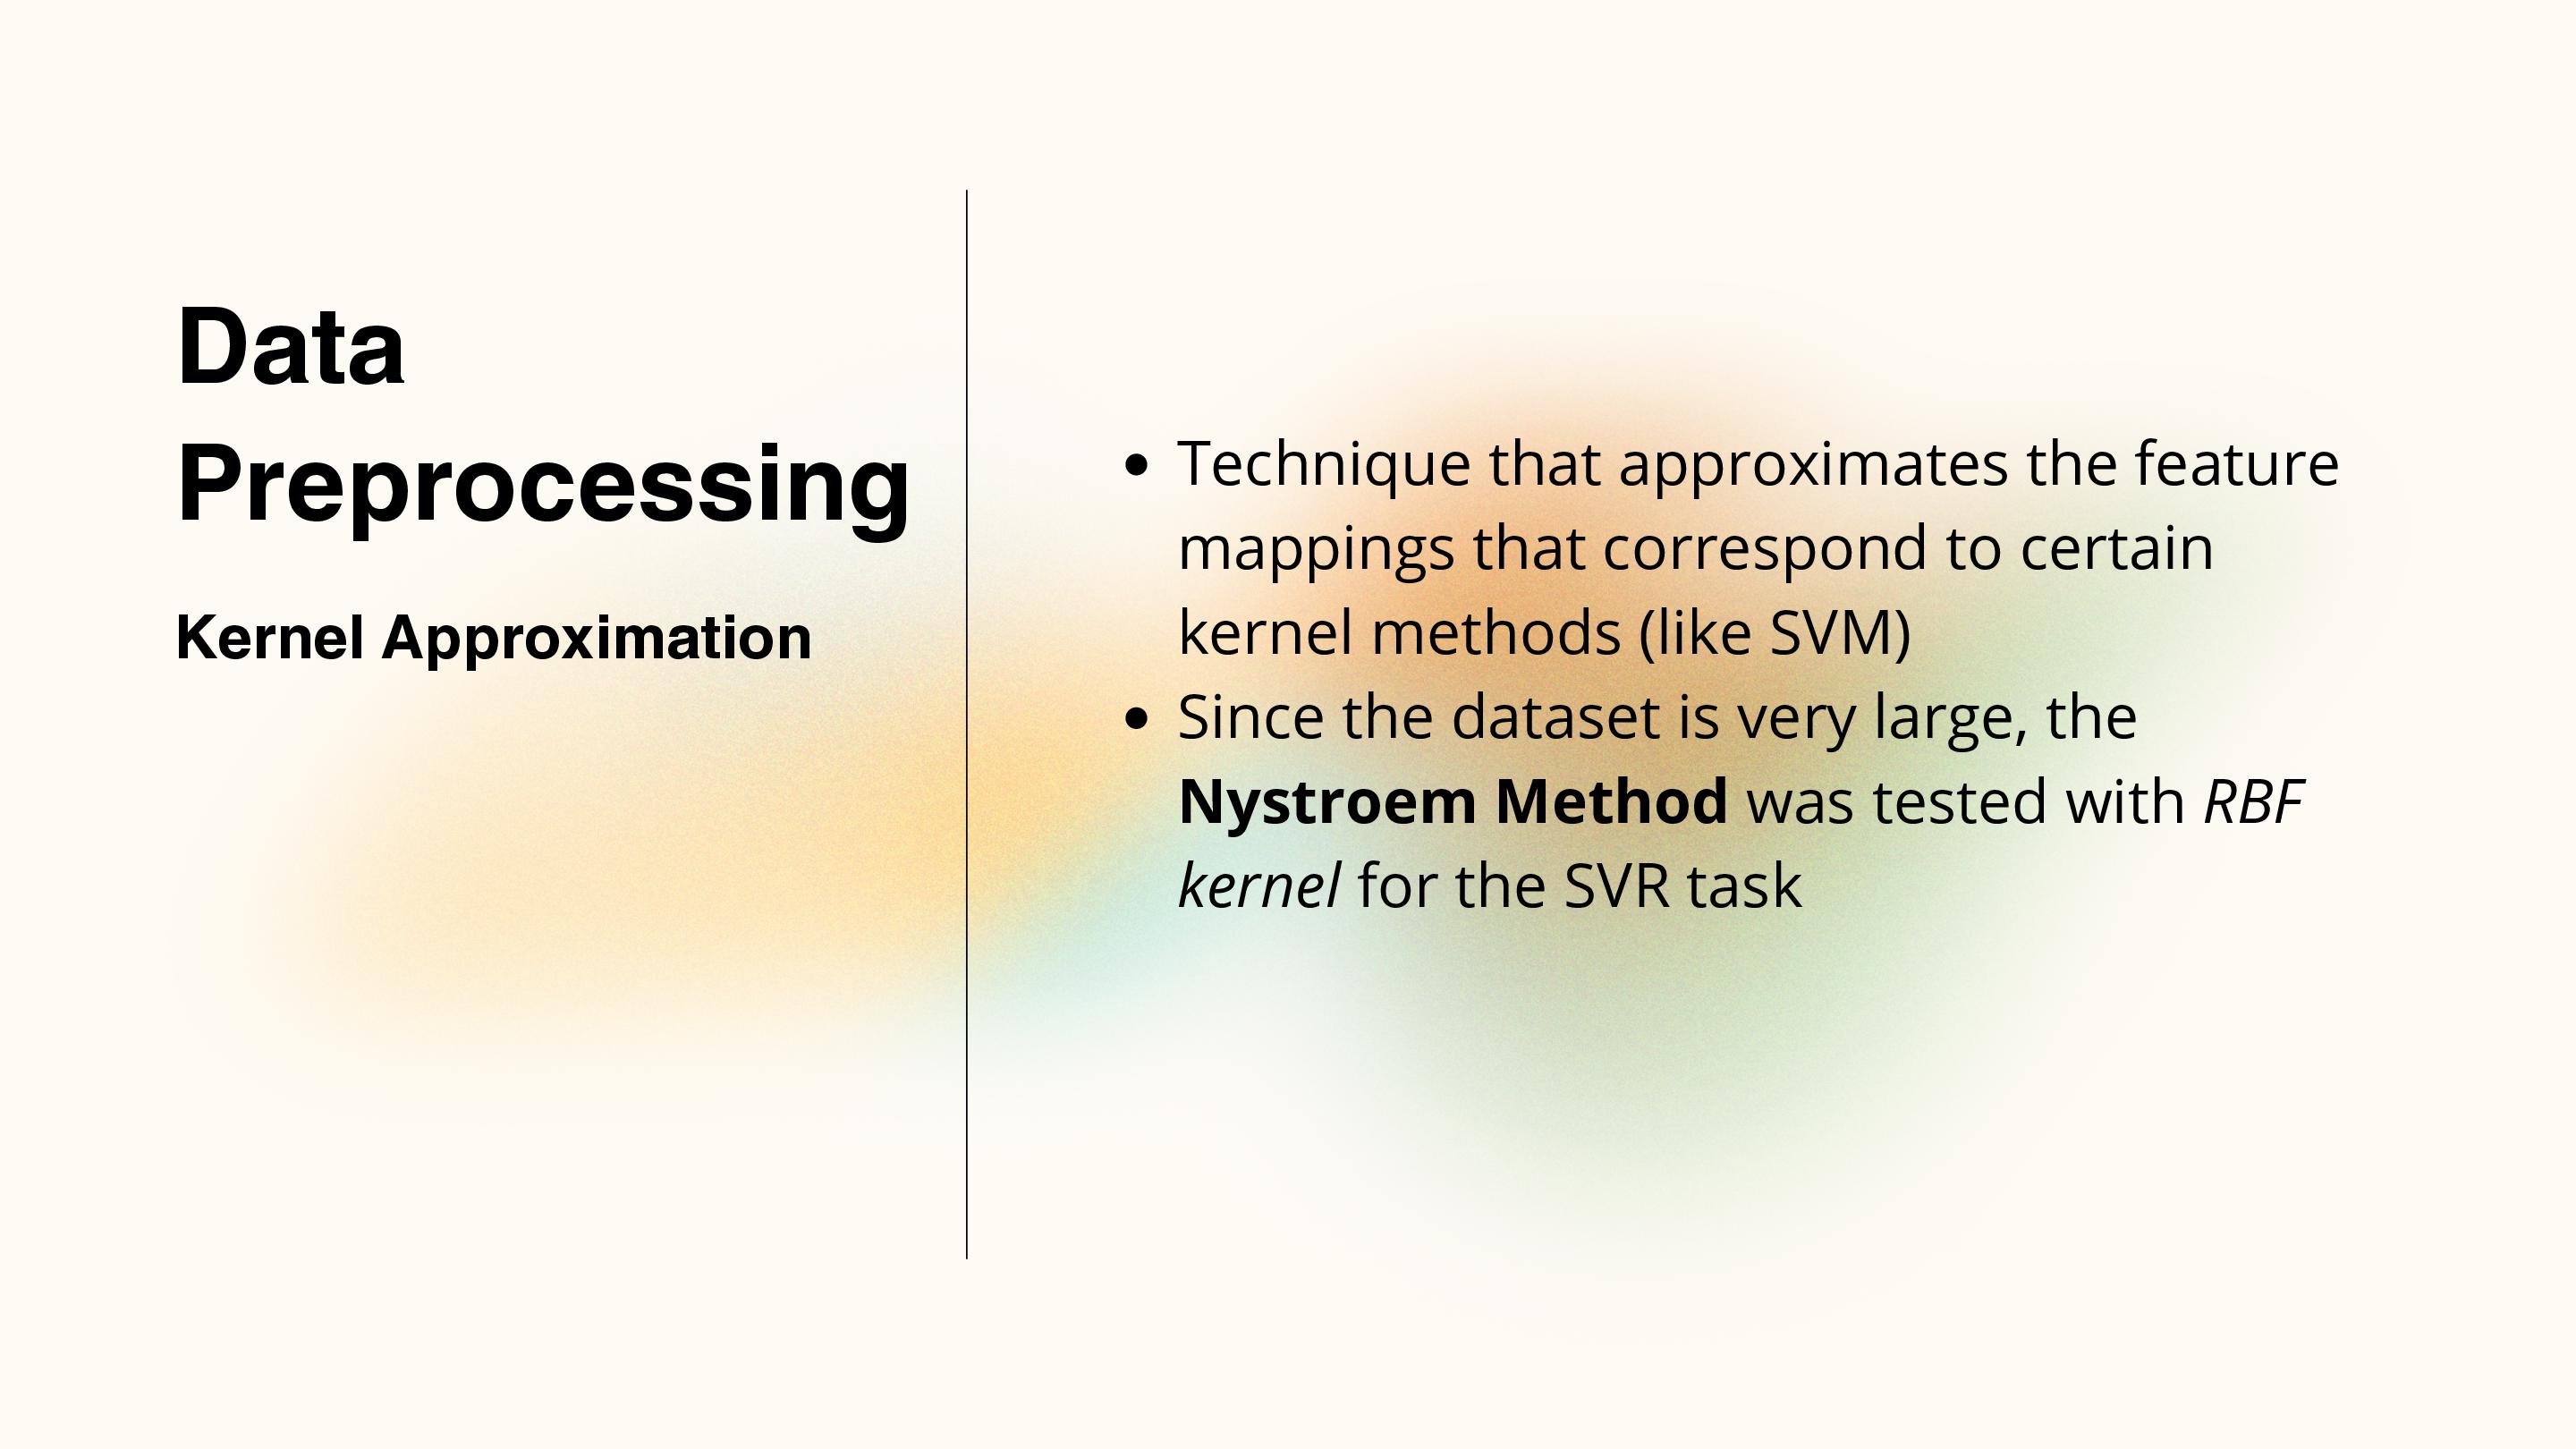 Data
Preprocessing
Kernel Approximation
• Technique that approximates the feature
mappings that correspond to certain
kernel methods (like SVM)
• Since the dataset is very large, the
Nystroem Method was tested with RBF
kernel for the SVR task